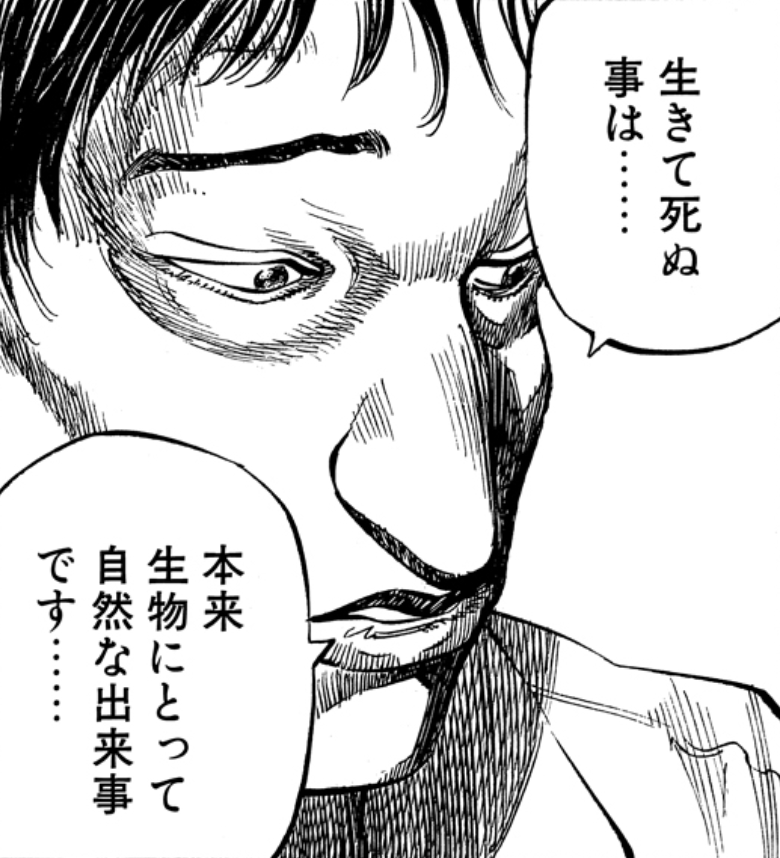 生きて死ぬ
事は……
本来
生物にとって
自然な出来事
です……